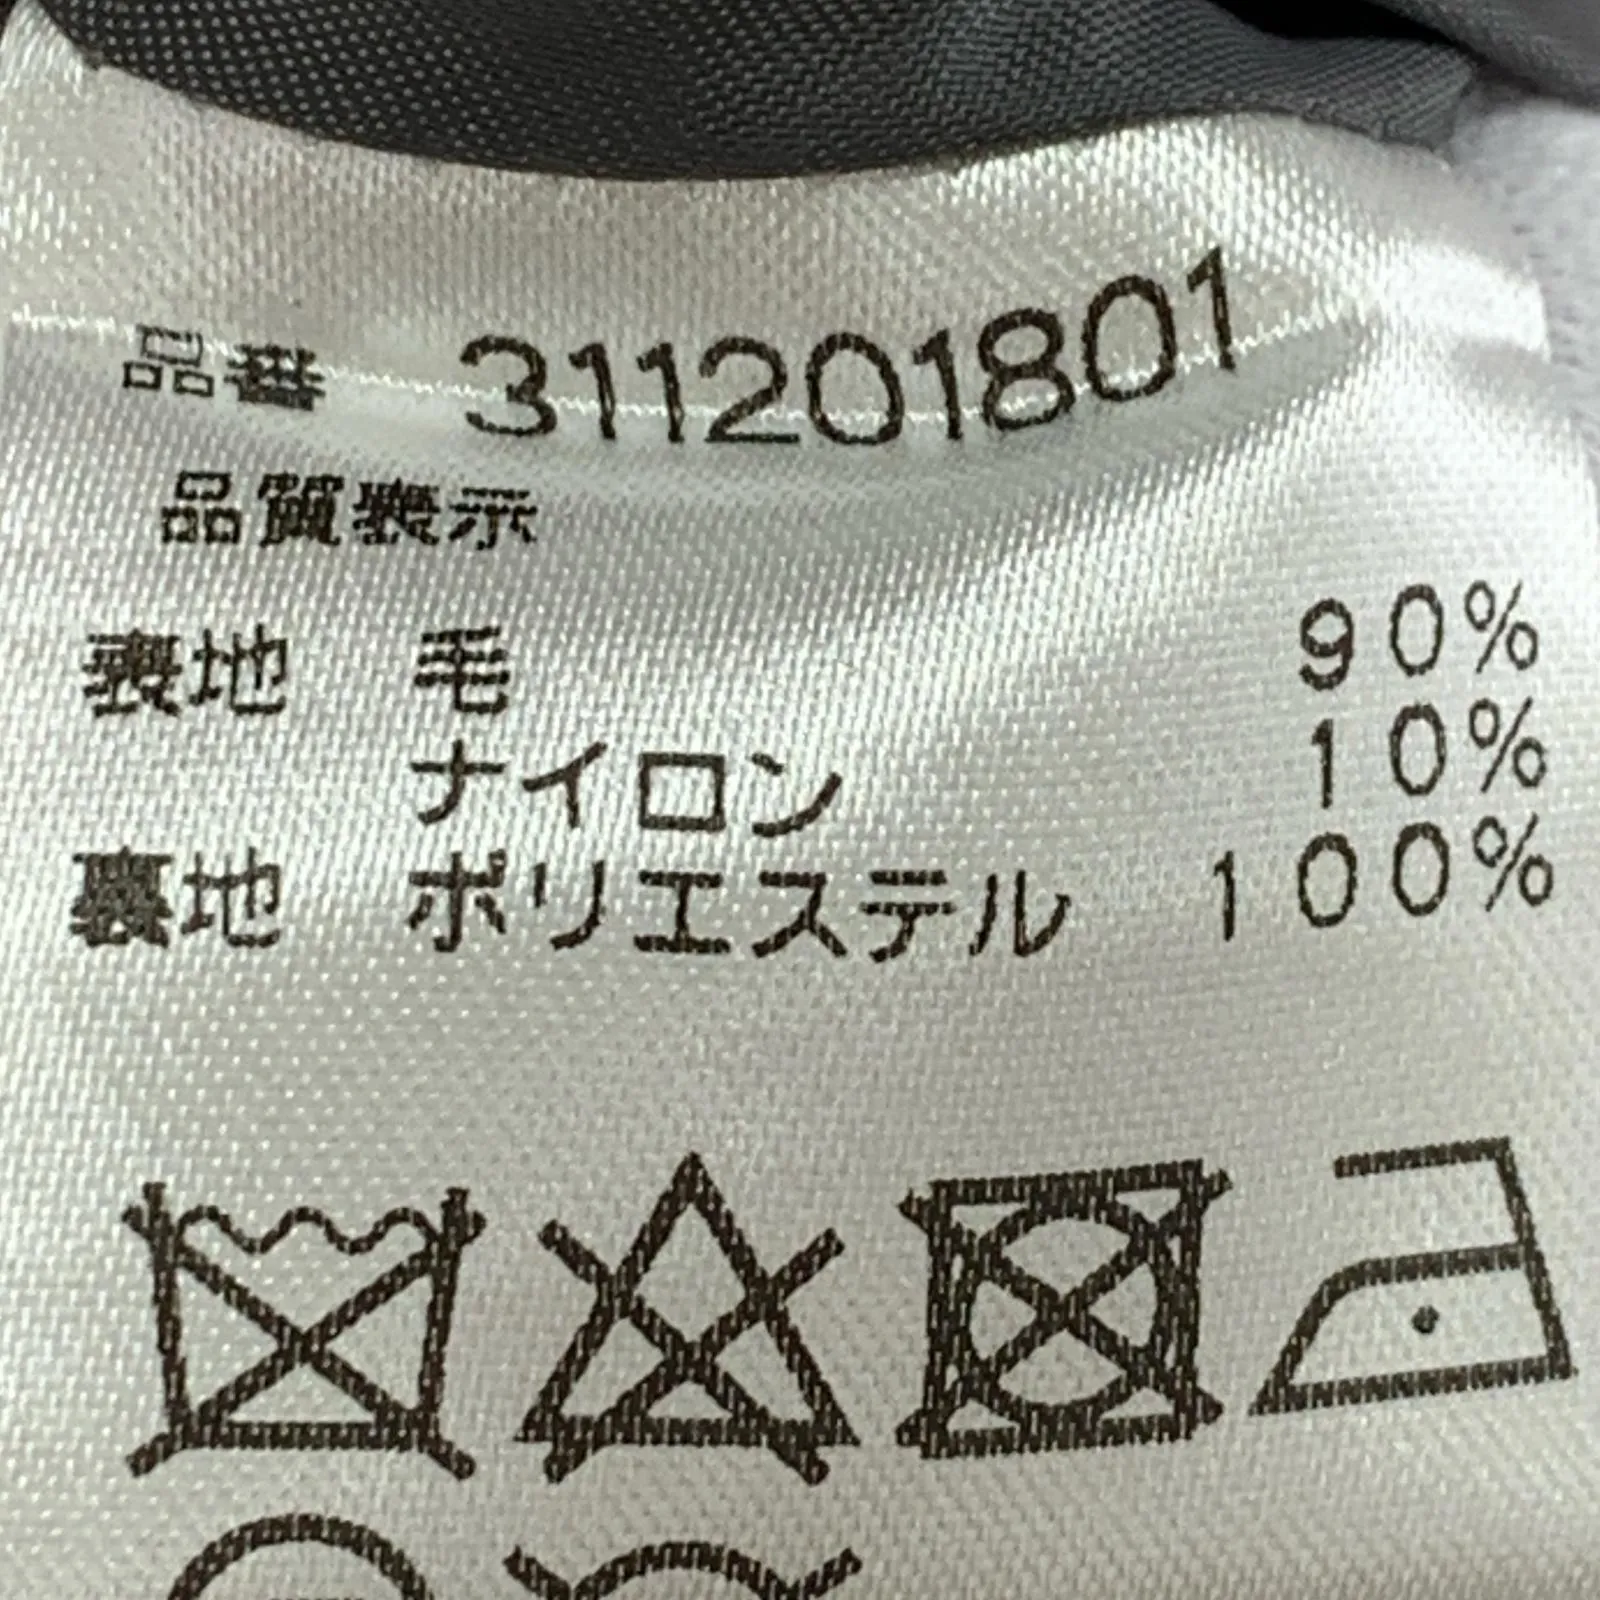 品番 311201801
品質表示
表地 毛 90%
ナイロン 10%
裏地 ポリエステル 100%